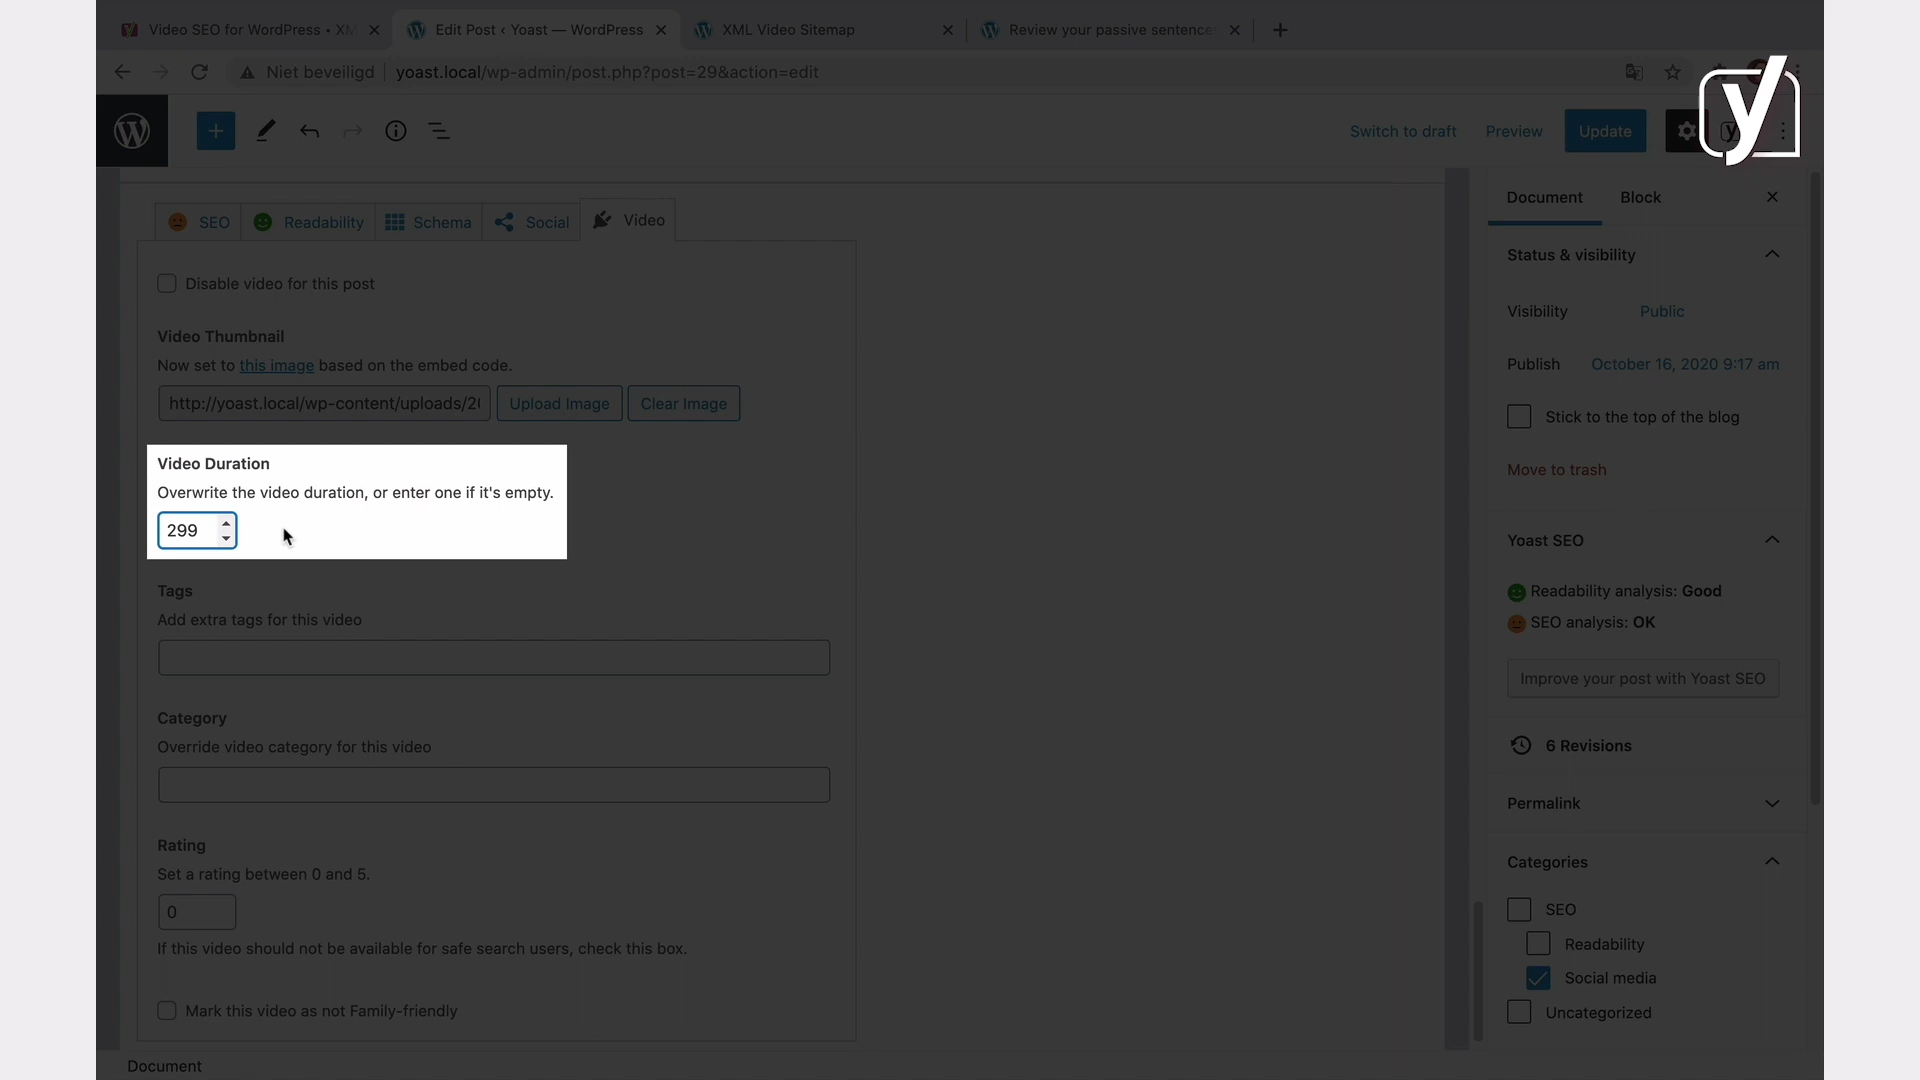 Video SEO for WordPress • XM
Edit Post ‹ Yoast — WordPress
XML Video Sitemap
Review your passive sentence
Niet beveiligd
yoast.local/wp-admin/post.php?post=29&action=edit
Switch to draft
Preview
Update
SEO
Readability
Schema
Social
Video
Disable video for this post
Video Thumbnail
Now set to this image based on the embed code.
http://yoast.local/wp-content/uploads/20
Upload Image
Clear Image
Video Duration
Overwrite the video duration, or enter one if it's empty.
299
Tags
Add extra tags for this video
Category
Override video category for this video
Rating
Set a rating between 0 and 5.
0
If this video should not be available for safe search users, check this box.
Mark this video as not Family-friendly
Document
Document
Block
Status & visibility
Visibility
Public
Publish
October 16, 2020 9:17 am
Stick to the top of the blog
Move to trash
Yoast SEO
Readability analysis: Good
SEO analysis: OK
Improve your post with Yoast SEO
6 Revisions
Permalink
Categories
SEO
Readability
Social media
Uncategorized